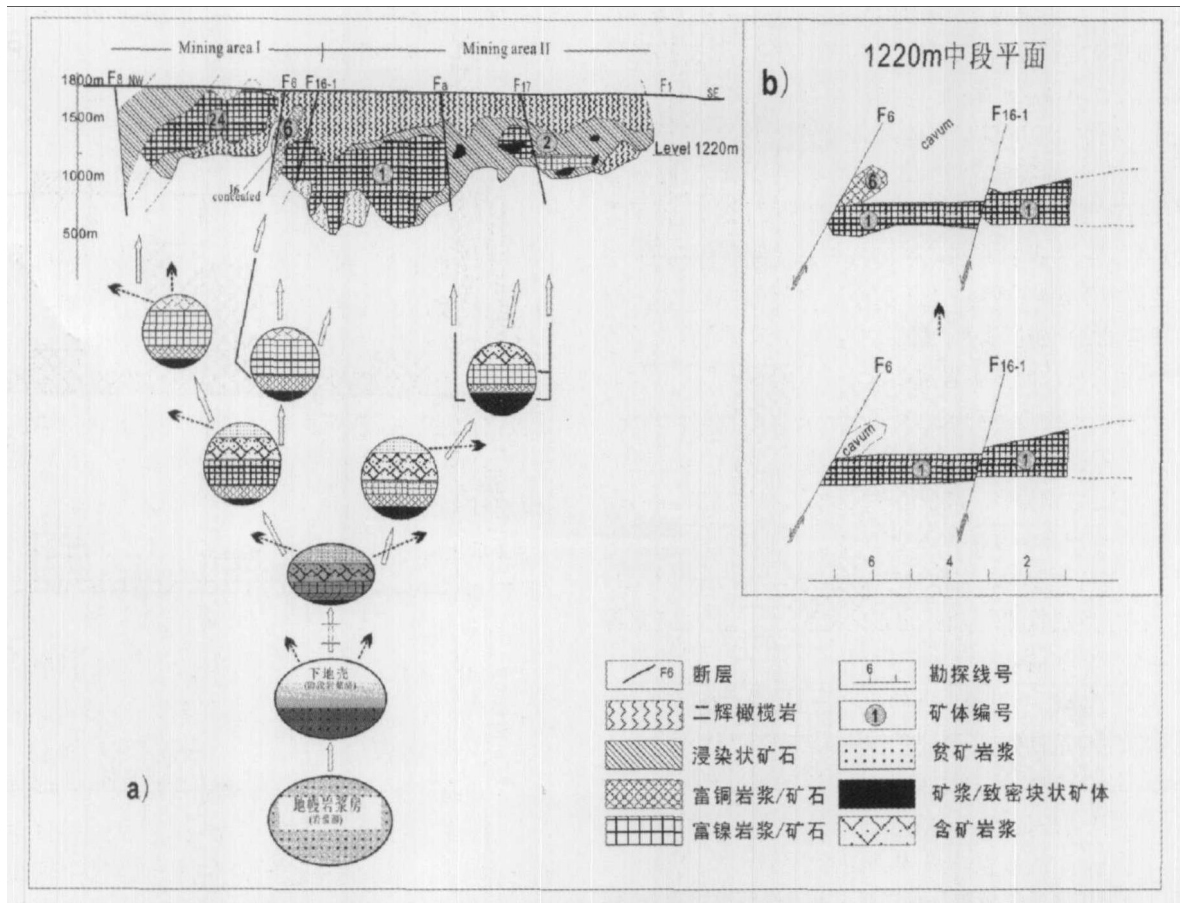 Mining area I
Mining area II
1800m
F8
NW
F6
F16-1
Fa
F17
F1
SE
1500m
24
6
2
Level 1220m
1000m
1
16
concealed
500m
下地壳
地幔岩浆房
a)
b)
1220m中段平面
F6
cavum
F16-1
6
1
1
F6
F16-1
cavum
1
1
6
4
2
F6
断层
6
勘探线号
二辉橄榄岩
1
矿体编号
浸染状矿石
贫矿岩浆
富铜岩浆/矿石
矿浆/致密块状矿体
富镍岩浆/矿石
含矿岩浆